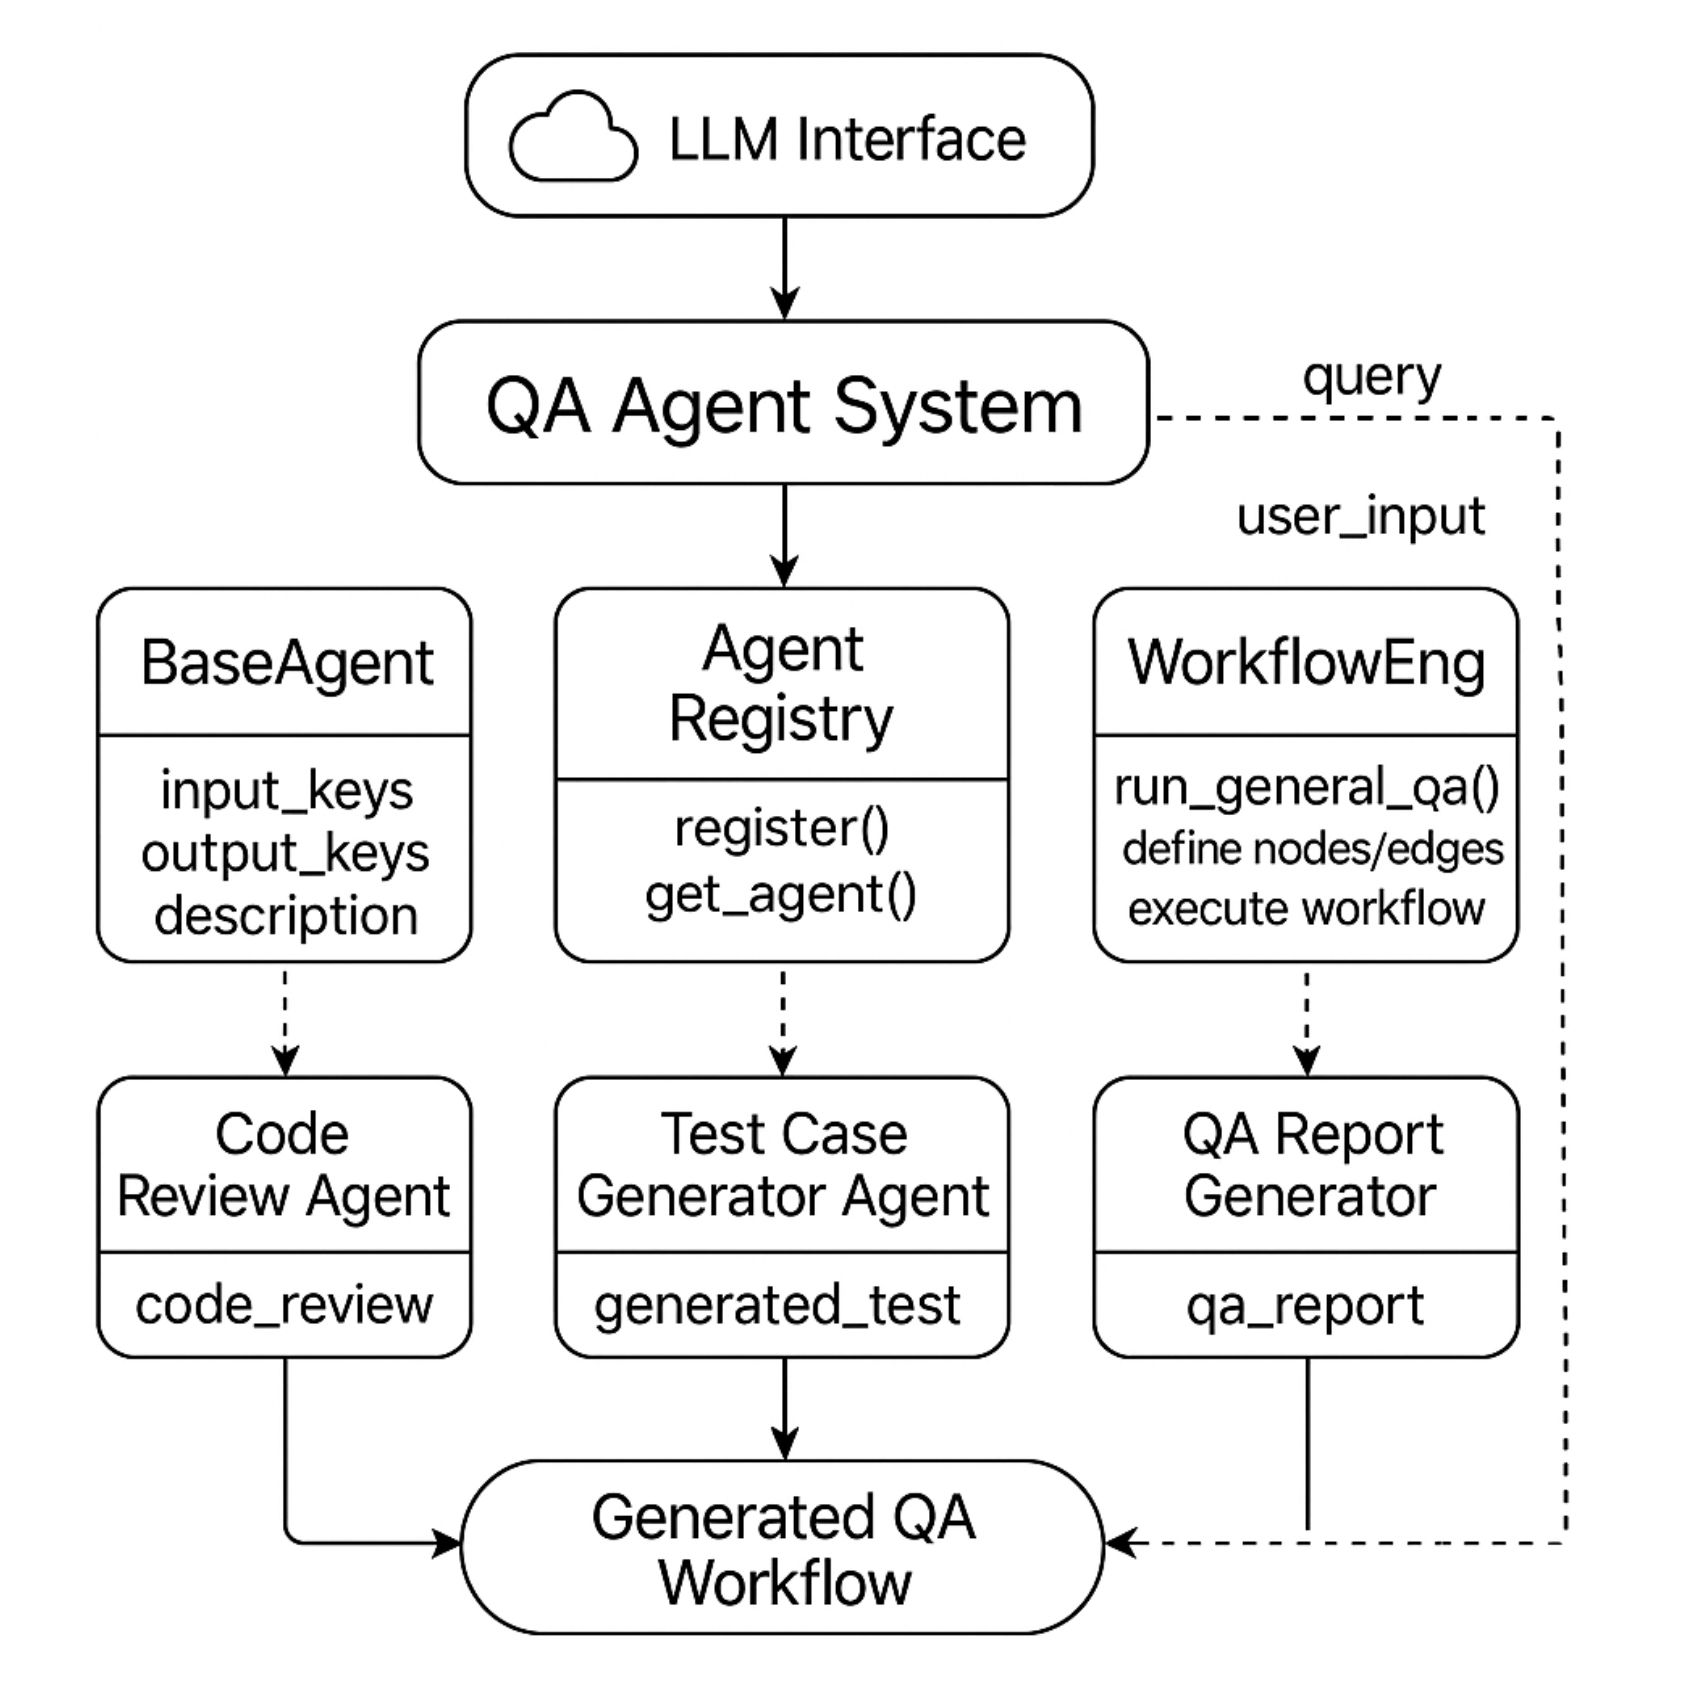 LLM Interface
QA Agent System
query
user_input
BaseAgent
input_keys
output_keys
description
Agent
Registry
register()
get_agent()
WorkflowEng
run_general_qa()
define nodes/edges
execute workflow
Code
Review Agent
code_review
Test Case
Generator Agent
generated_test
QA Report
Generator
qa_report
Generated QA
Workflow